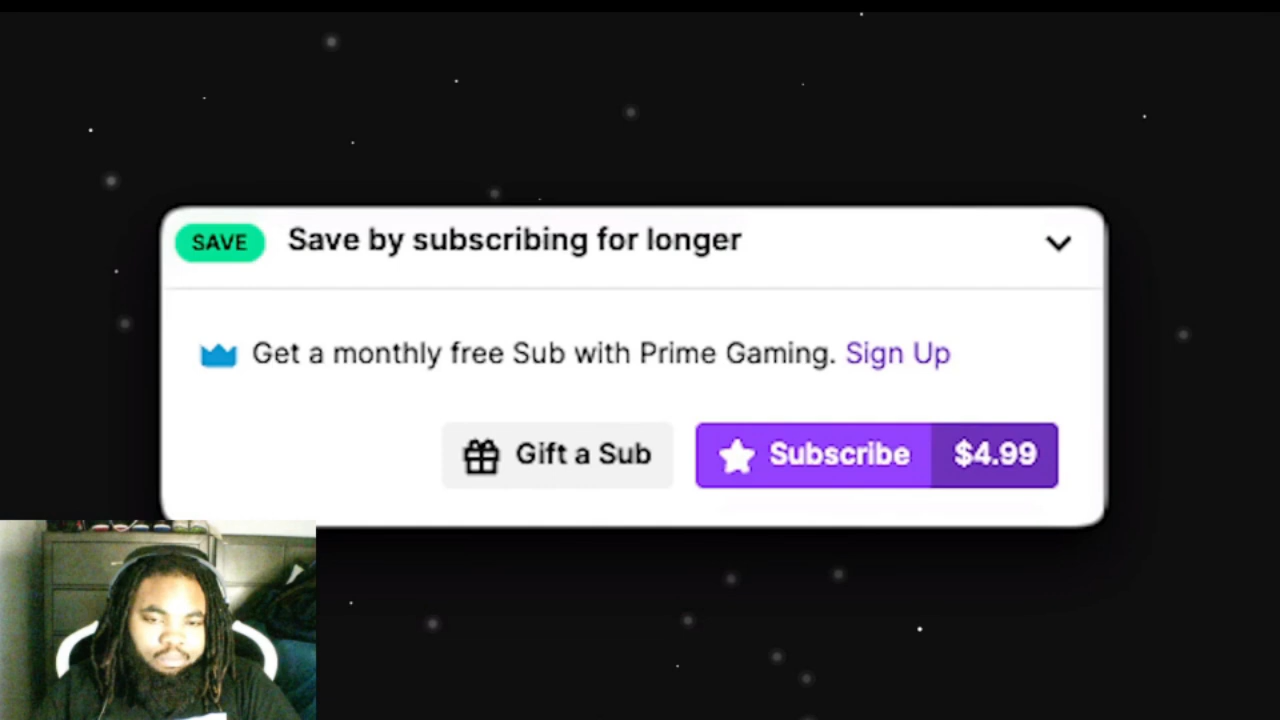 SAVE Save by subscribing for longer
Get a monthly free Sub with Prime Gaming. Sign Up
Gift a Sub Subscribe $4.99